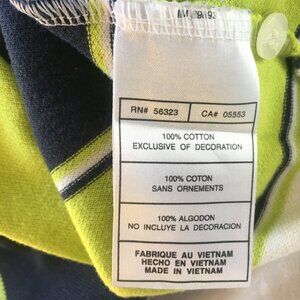 RN# 56323 CA# 05553
100% COTTON
EXCLUSIVE OF DECORATION
100% COTON
SANS ORNEMENTS
100% ALGODON
NO INCLUYE LA DECORACION
FABRIQUE AU VIETNAM
HECHO EN VIETNAM
MADE IN VIETNAM